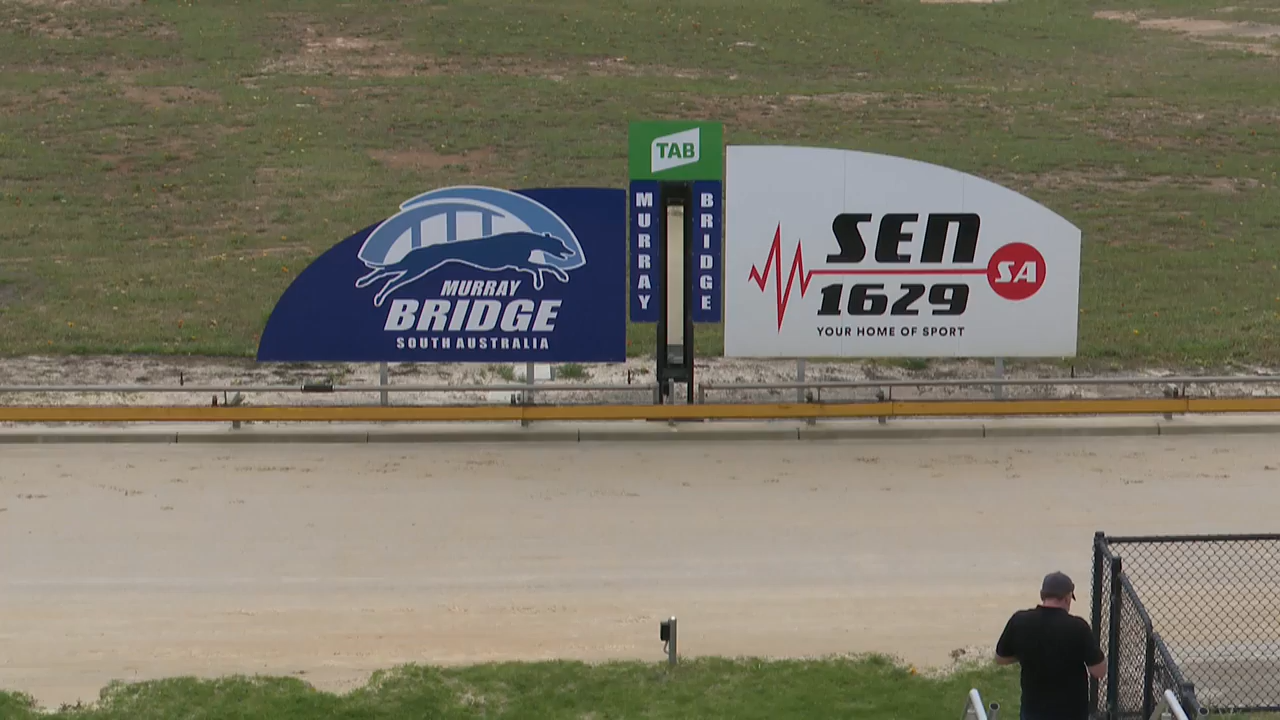 TAB
MURRAY
BRIDGE
MURRAY
BRIDGE
SOUTH AUSTRALIA
SEN
SA
1629
YOUR HOME OF SPORT